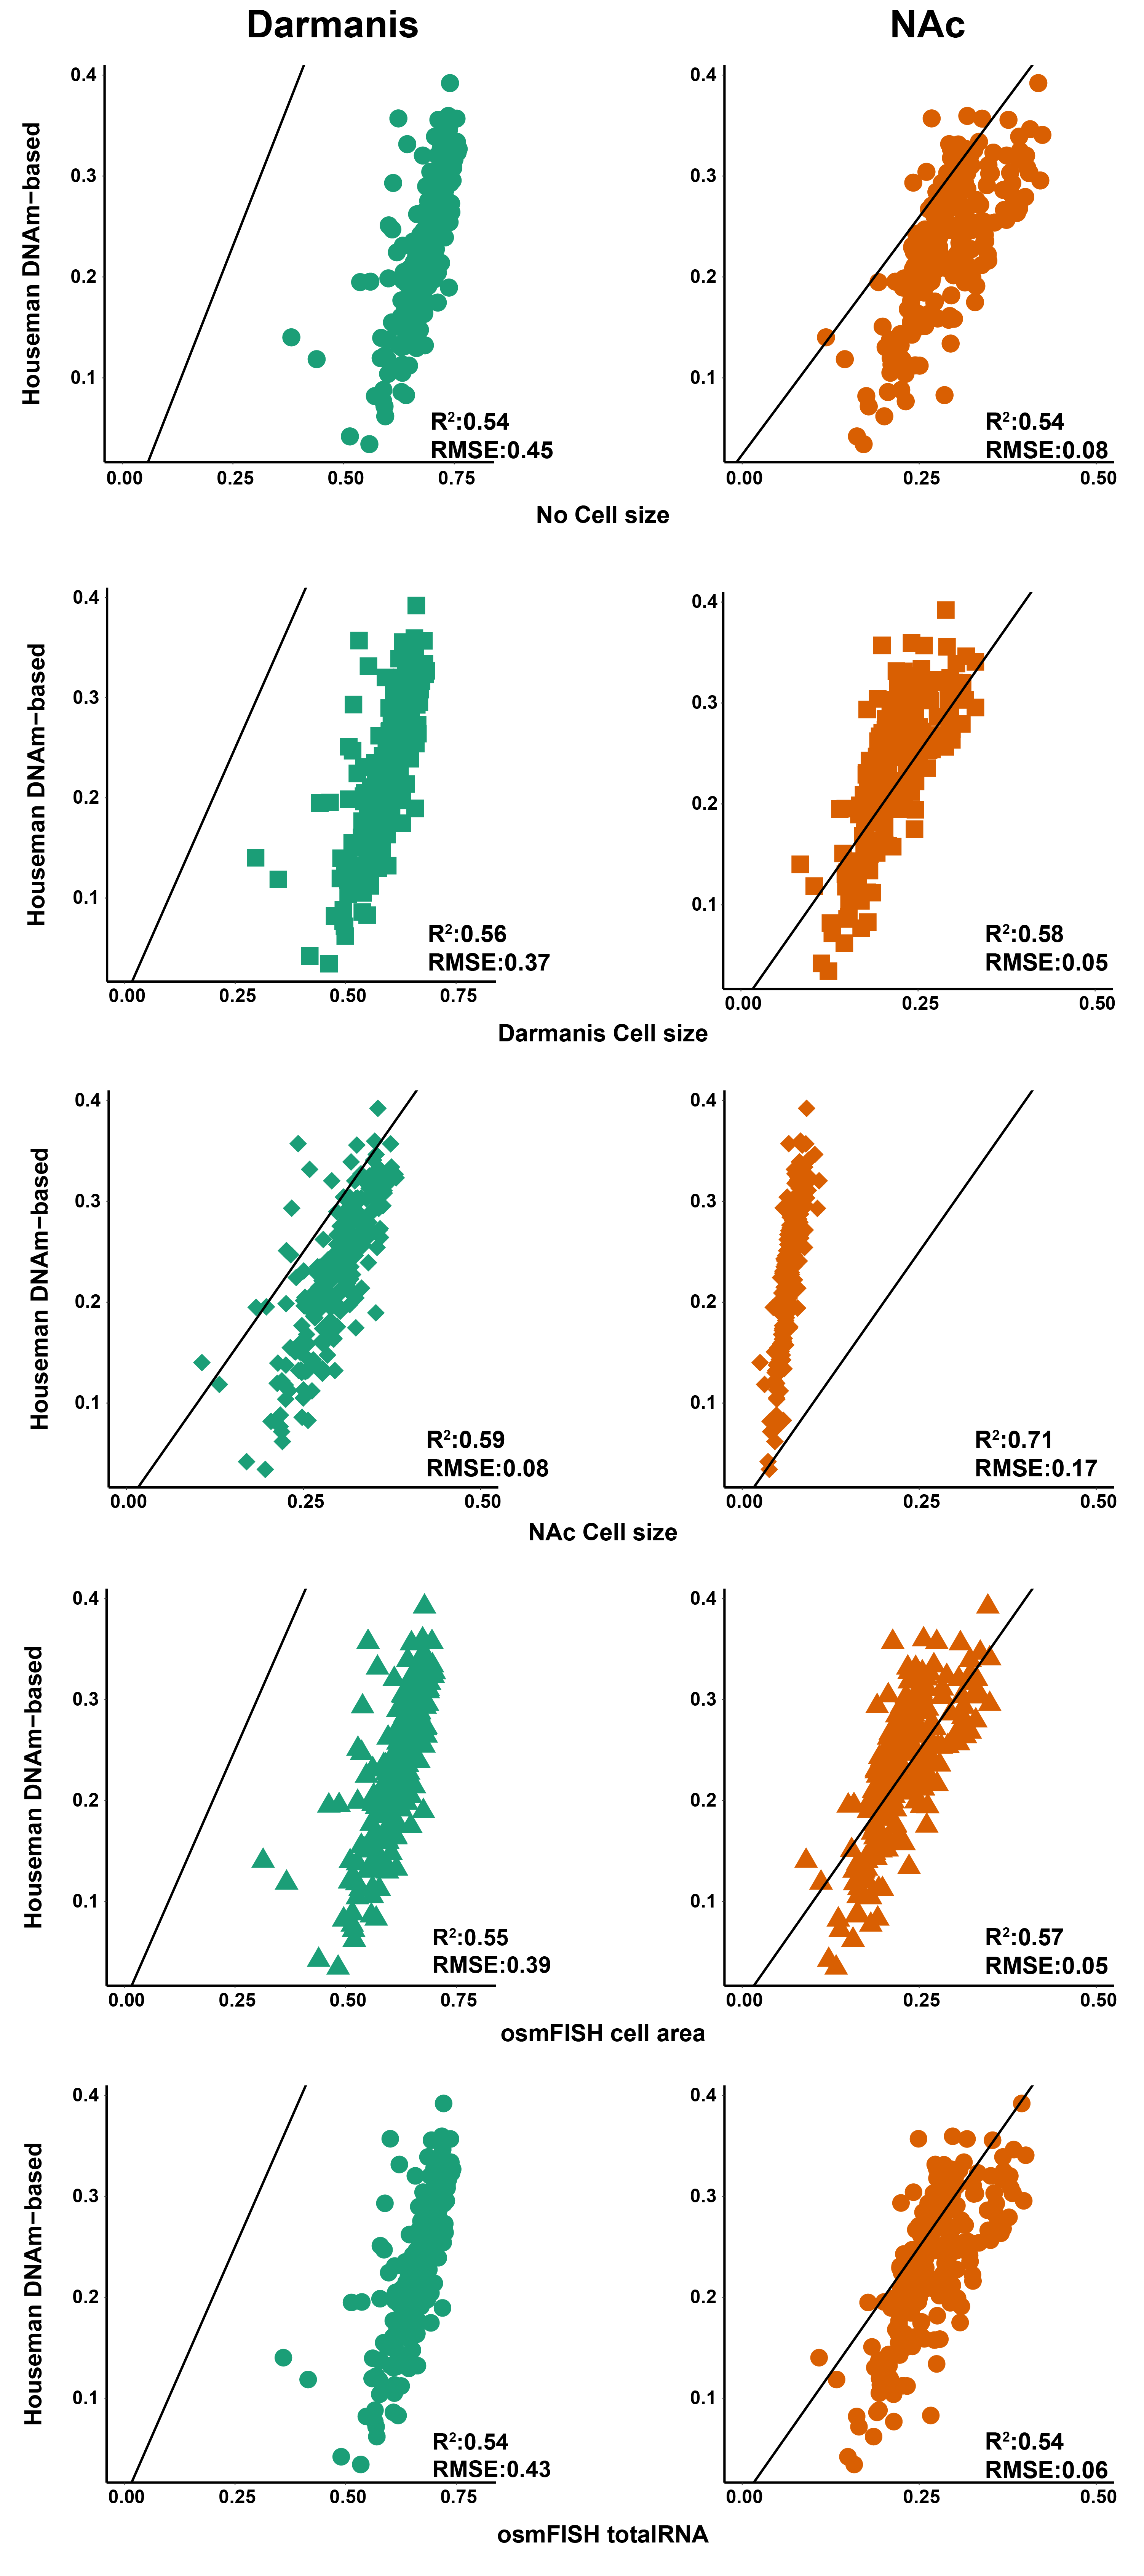 Darmanis NAc
Houseman DNAm−based
0.4
0.3
0.2
0.1
R²:0.54
RMSE:0.45
0.00 0.25 0.50 0.75
0.4
0.3
0.2
0.1
R²:0.54
RMSE:0.08
0.00 0.25 0.50
No Cell size
Houseman DNAm−based
0.4
0.3
0.2
0.1
R²:0.56
RMSE:0.37
0.00 0.25 0.50 0.75
0.4
0.3
0.2
0.1
R²:0.58
RMSE:0.05
0.00 0.25 0.50
Darmanis Cell size
Houseman DNAm−based
0.4
0.3
0.2
0.1
R²:0.59
RMSE:0.08
0.00 0.25 0.50
0.4
0.3
0.2
0.1
R²:0.71
RMSE:0.17
0.00 0.25 0.50
NAc Cell size
Houseman DNAm−based
0.4
0.3
0.2
0.1
R²:0.55
RMSE:0.39
0.00 0.25 0.50 0.75
0.4
0.3
0.2
0.1
R²:0.57
RMSE:0.05
0.00 0.25 0.50
osmFISH cell area
Houseman DNAm−based
0.4
0.3
0.2
0.1
R²:0.54
RMSE:0.43
0.00 0.25 0.50 0.75
0.4
0.3
0.2
0.1
R²:0.54
RMSE:0.06
0.00 0.25 0.50
osmFISH totalRNA